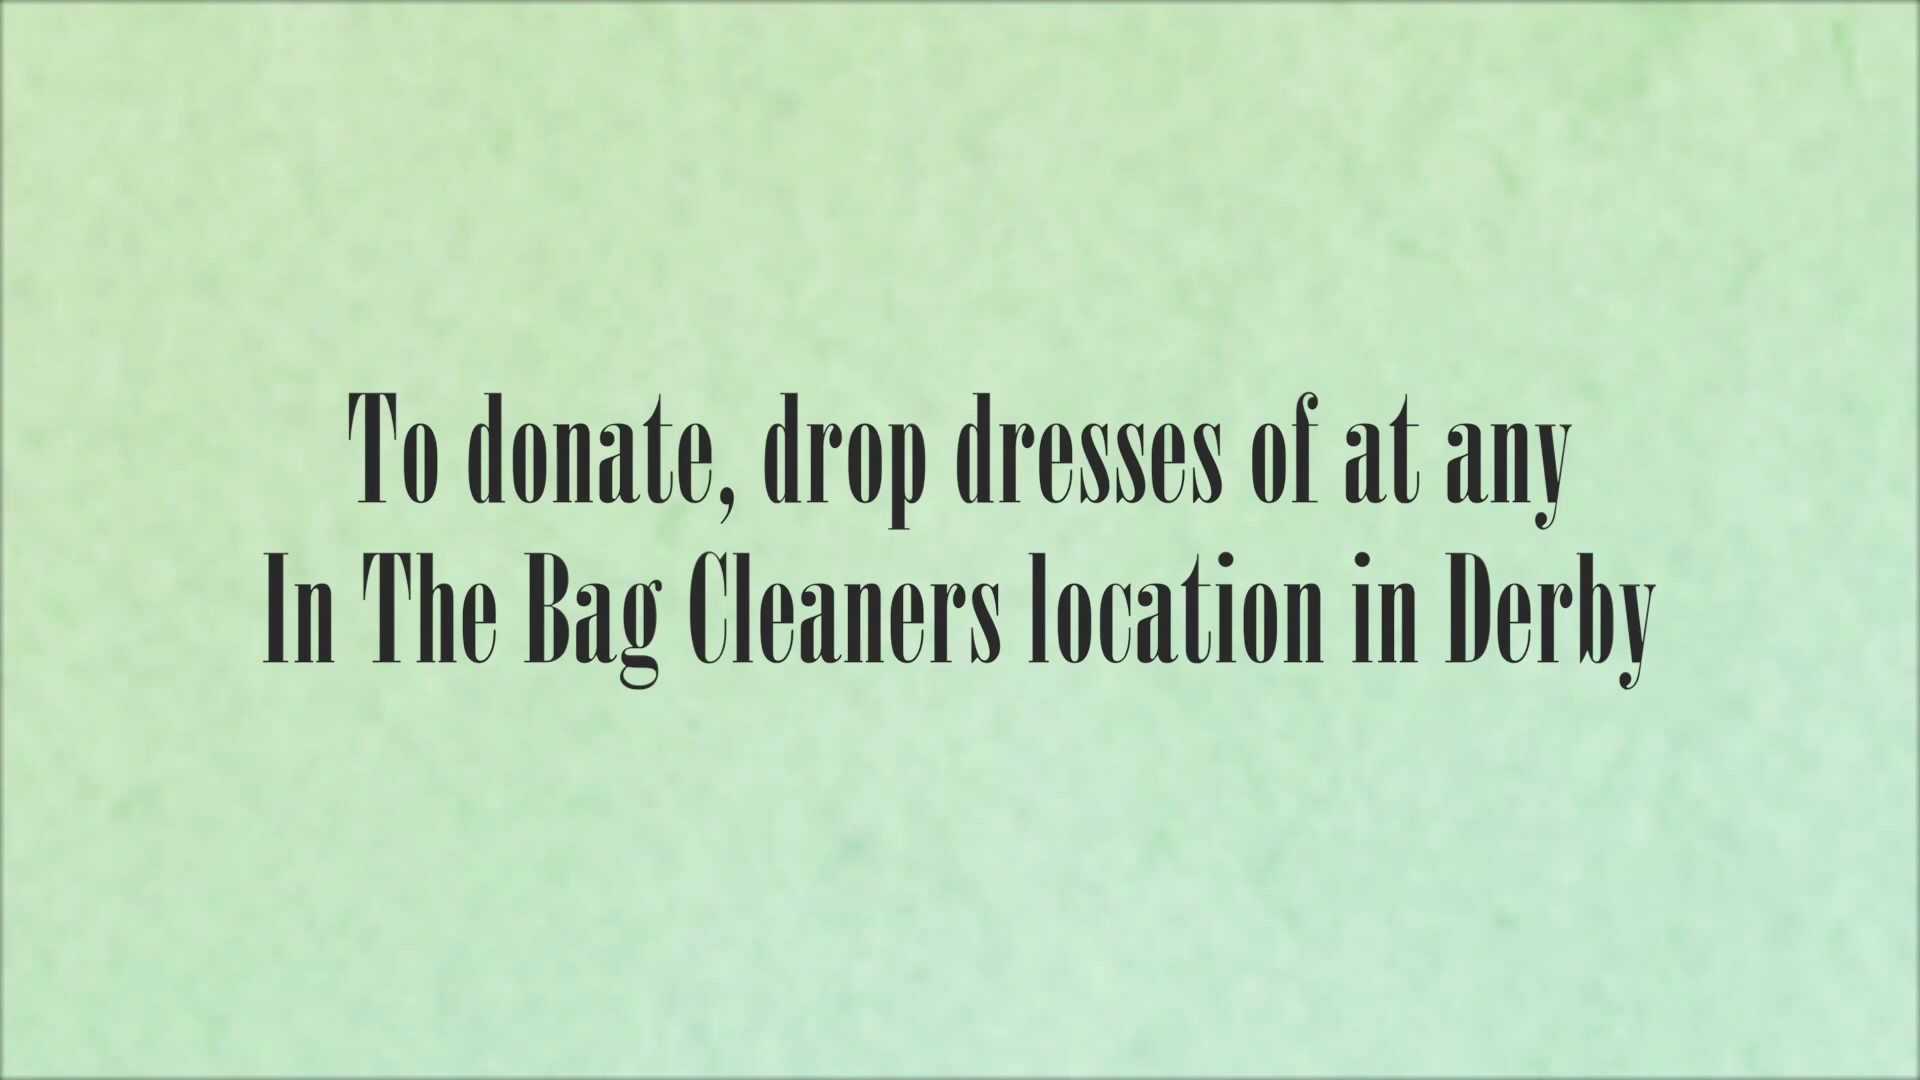 To donate, drop dresses of at any
In The Bag Cleaners location in Derby